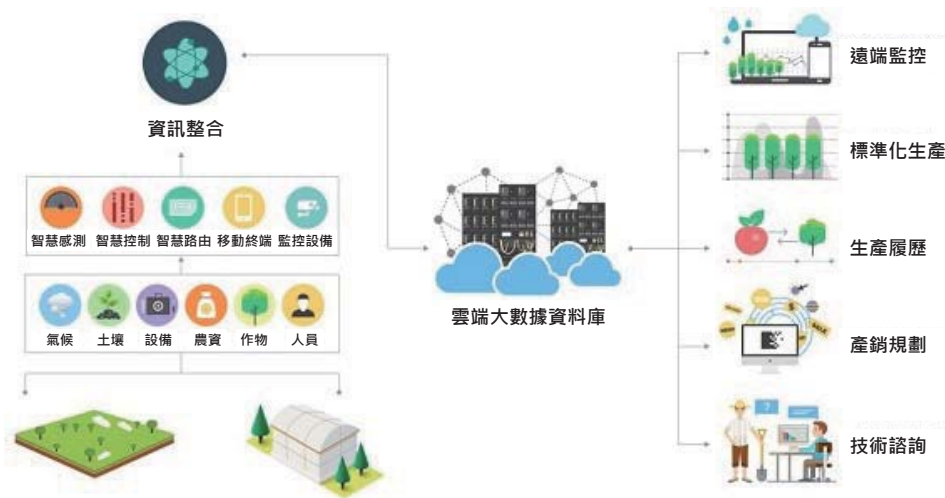 資訊整合
智慧感測 智慧控制 智慧路由 移動終端 監控設備
氣候 土壤 設備 農資 作物 人員
雲端大數據資料庫
遠端監控
標準化生產
生產履歷
產銷規劃
SALE
技術諮詢